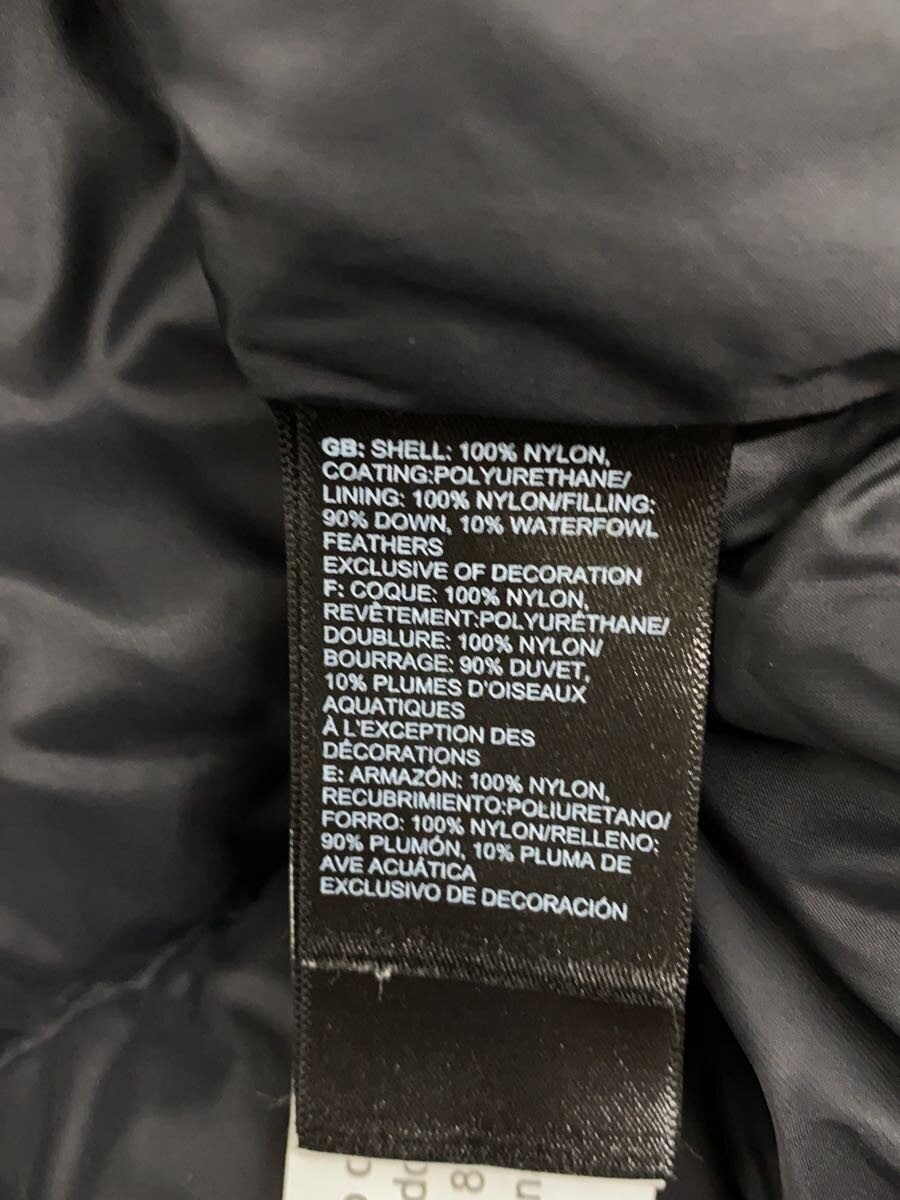 GB: SHELL: 100% NYLON,
COATING:POLYURETHANE/
LINING: 100% NYLON/FILLING:
90% DOWN, 10% WATERFOWL
FEATHERS
EXCLUSIVE OF DECORATION
F: COQUE: 100% NYLON,
REVÊTEMENT:POLYURÉTHANE/
DOUBLURE: 100% NYLON/
BOURRAGE: 90% DUVET,
10% PLUMES D'OISEAUX
AQUATIQUES
À L'EXCEPTION DES
DÉCORATIONS
E: ARMAZÓN: 100% NYLON,
RECUBRIMIENTO:POLIURETANO/
FORRO: 100% NYLON/RELLENO:
90% PLUMÓN, 10% PLUMA DE
AVE ACUÁTICA
EXCLUSIVO DE DECORACIÓN